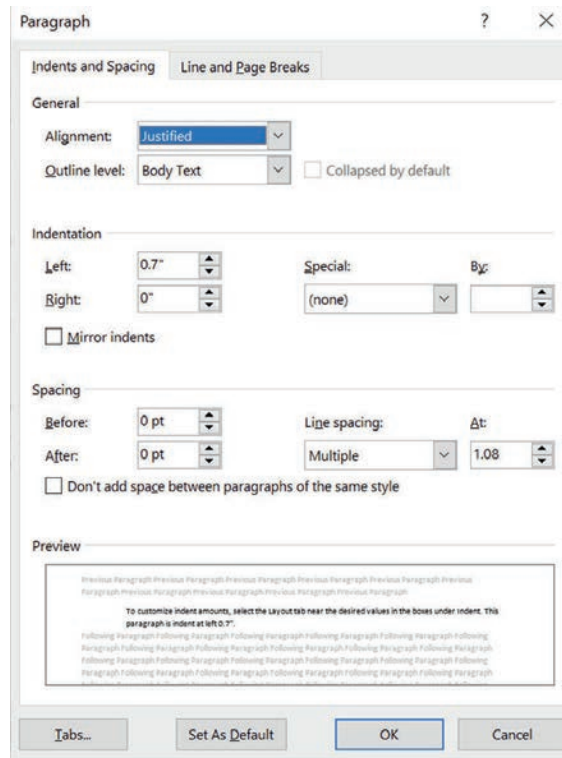 Paragraph ? ×
Indents and Spacing Line and Page Breaks
General
Alignment: Justified
Outline level: Body Text Collapsed by default
Indentation
Left: 0.7" Special: By:
Right: 0" (none)
Mirror indents
Spacing
Before: 0 pt Line spacing: At:
After: 0 pt Multiple 1.08
Don't add space between paragraphs of the same style
Preview
Previous Paragraph Previous Paragraph Previous Paragraph Previous Paragraph Previous Paragraph Previous
Paragraph Previous Paragraph Previous Paragraph Previous Paragraph Previous Paragraph
To customize indent amounts, select the Layout tab near the desired values in the boxes under Indent. This
paragraph is indent at left 0.7".
Following Paragraph Following Paragraph Following Paragraph Following Paragraph Following Paragraph Following
Paragraph Following Paragraph Following Paragraph Following Paragraph Following Paragraph Following Paragraph
Following Paragraph Following Paragraph Following Paragraph Following Paragraph Following Paragraph Following
Paragraph Following Paragraph Following Paragraph Following Paragraph Following Paragraph Following Paragraph
Tabs... Set As Default OK Cancel